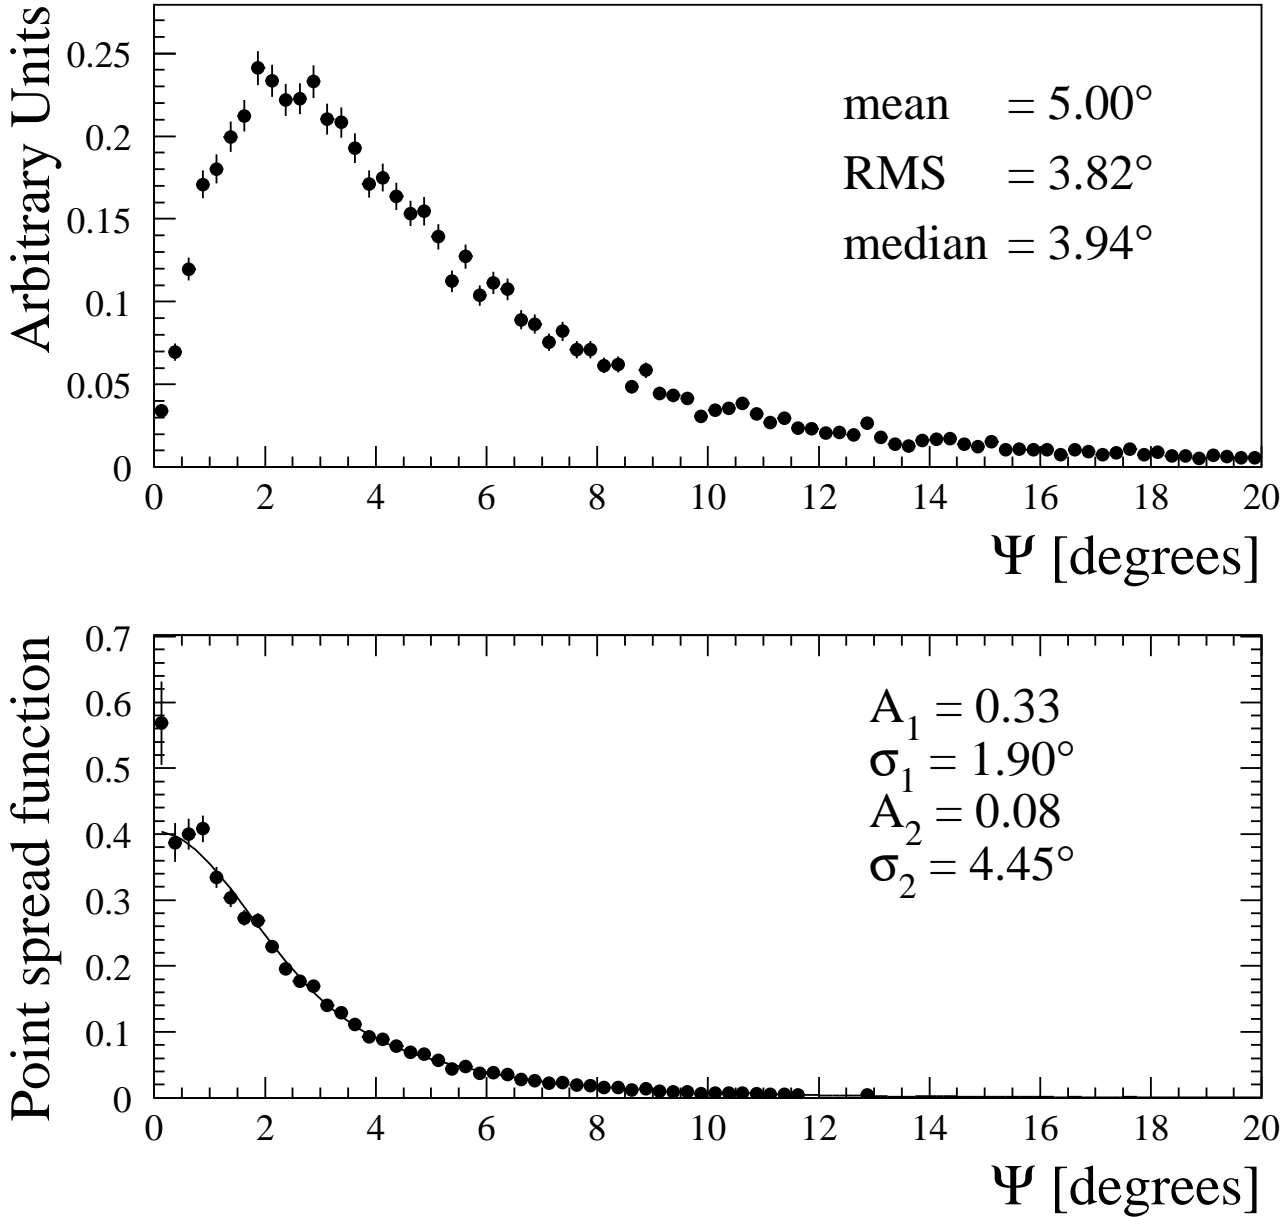 Arbitrary Units
0.25
0.2
0.15
0.1
0.05
0
mean = 5.00°
RMS = 3.82°
median = 3.94°
0 2 4 6 8 10 12 14 16 18 20
Ψ [degrees]
Point spread function
0.7
0.6
0.5
0.4
0.3
0.2
0.1
0
A₁ = 0.33
σ₁ = 1.90°
A₂ = 0.08
σ₂ = 4.45°
0 2 4 6 8 10 12 14 16 18 20
Ψ [degrees]